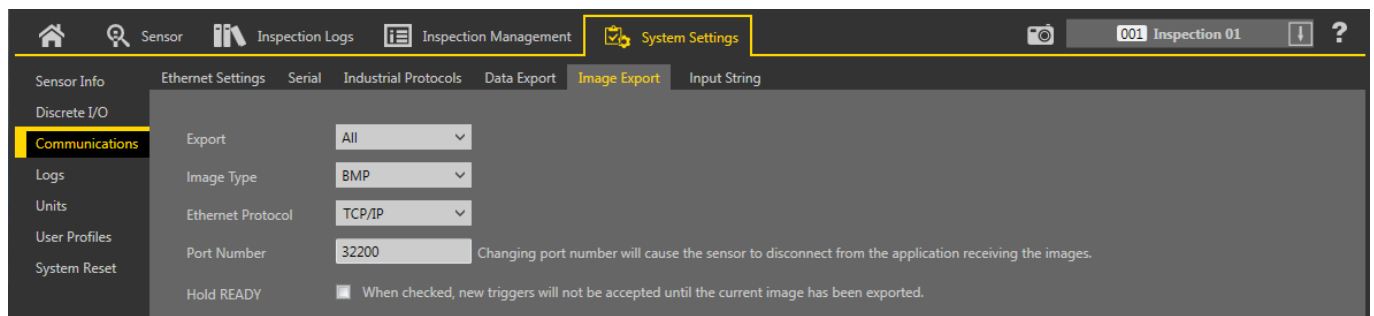 Sensor Inspection Logs Inspection Management System Settings 001 Inspection 01 ?
Sensor Info
Discrete I/O
Communications
Logs
Units
User Profiles
System Reset
Ethernet Settings Serial Industrial Protocols Data Export Image Export Input String
Export All
Image Type BMP
Ethernet Protocol TCP/IP
Port Number 32200 Changing port number will cause the sensor to disconnect from the application receiving the images.
Hold READY When checked, new triggers will not be accepted until the current image has been exported.